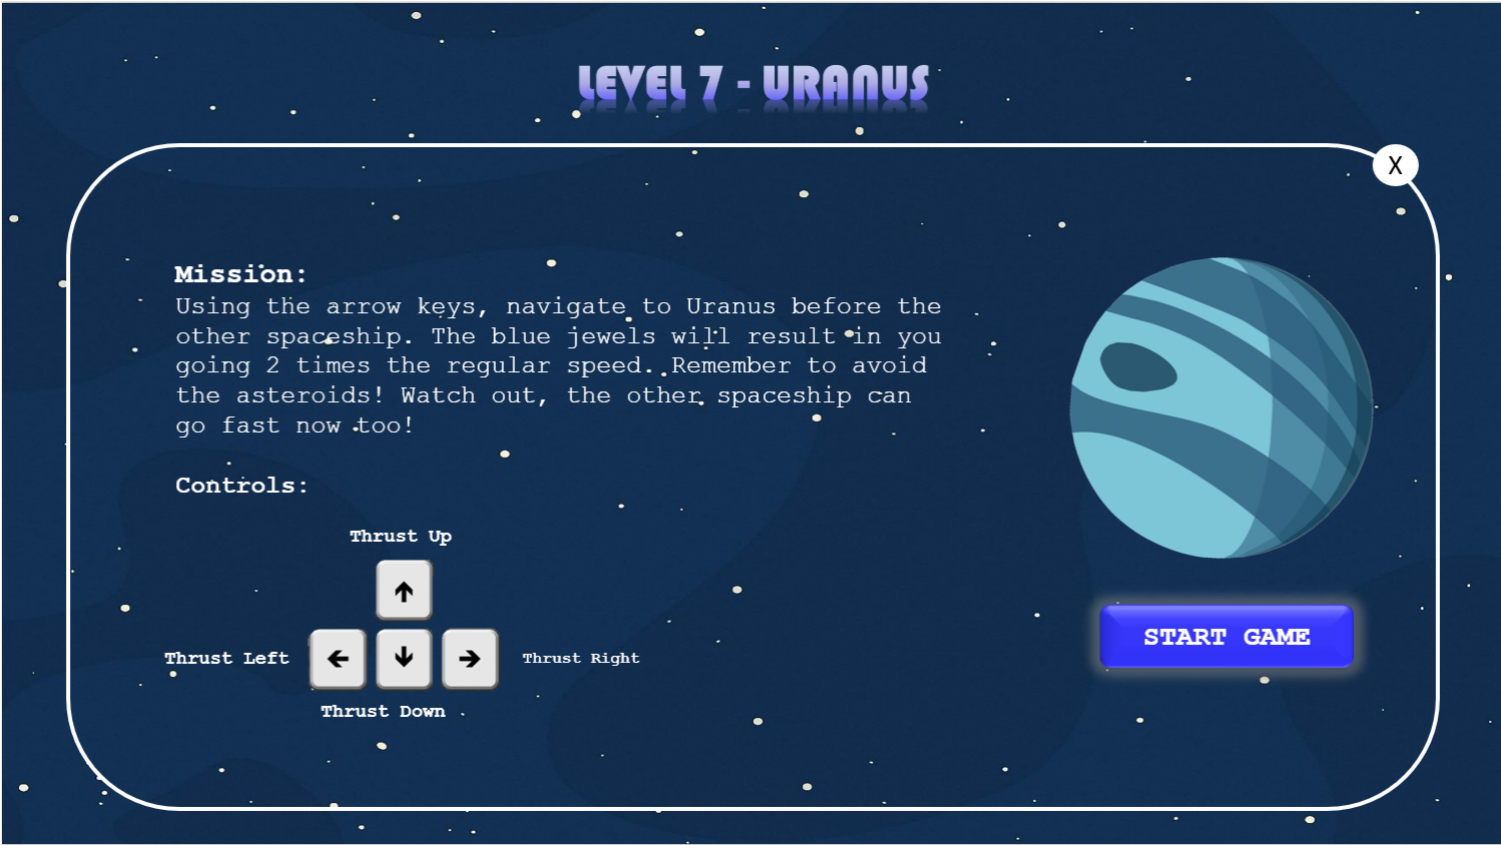 LEVEL 7 - URANUS
X
Mission:
Using the arrow keys, navigate to Uranus before the
other spaceship. The blue jewels will result in you
going 2 times the regular speed. Remember to avoid
the asteroids! Watch out, the other spaceship can
go fast now too!
Controls:
Thrust Up
Thrust Left
Thrust Right
START GAME
Thrust Down